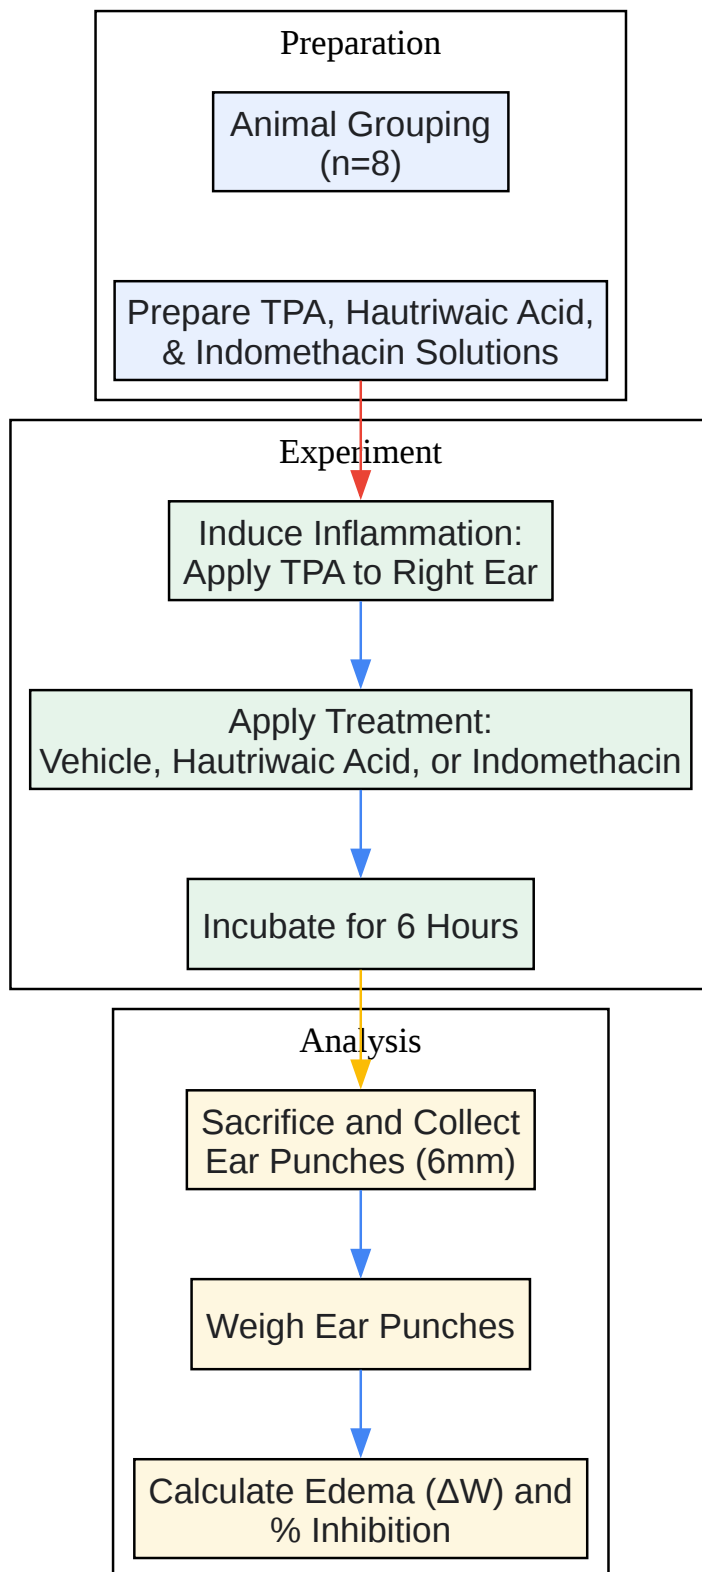 Preparation
Animal Grouping
(n=8)
Prepare TPA, Hautriwaic Acid,
& Indomethacin Solutions
Experiment
Induce Inflammation:
Apply TPA to Right Ear
Apply Treatment:
Vehicle, Hautriwaic Acid, or Indomethacin
Incubate for 6 Hours
Analysis
Sacrifice and Collect
Ear Punches (6mm)
Weigh Ear Punches
Calculate Edema (ΔW) and
% Inhibition